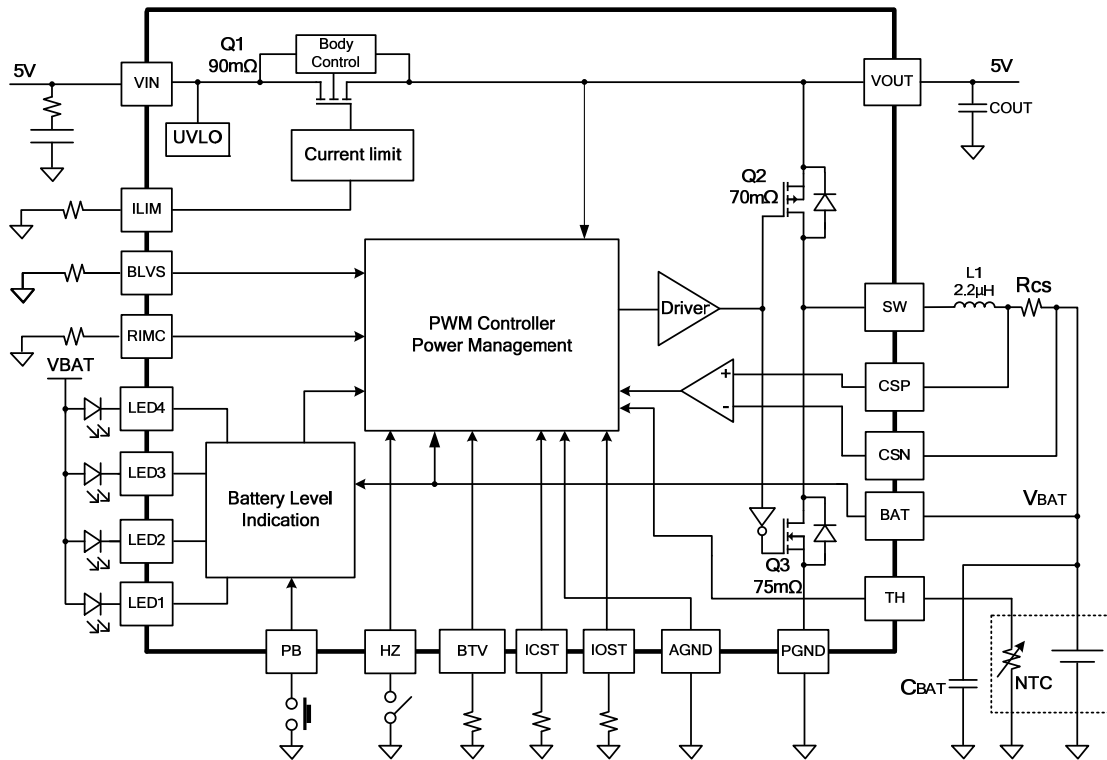 Q1
90mΩ
Body
Control
5V
VIN
UVLO
Current limit
VOUT
5V
COUT
ILIM
Q2
70mΩ
BLVS
RIMC
PWM Controller
Power Management
Driver
SW
L1
2.2µH
Rcs
VBAT
+
-
CSP
LED4
CSN
LED3
Battery Level
Indication
BAT
VBAT
LED2
Q3
75mΩ
TH
LED1
PB
HZ
BTV
ICST
IOST
AGND
PGND
CBAT
NTC